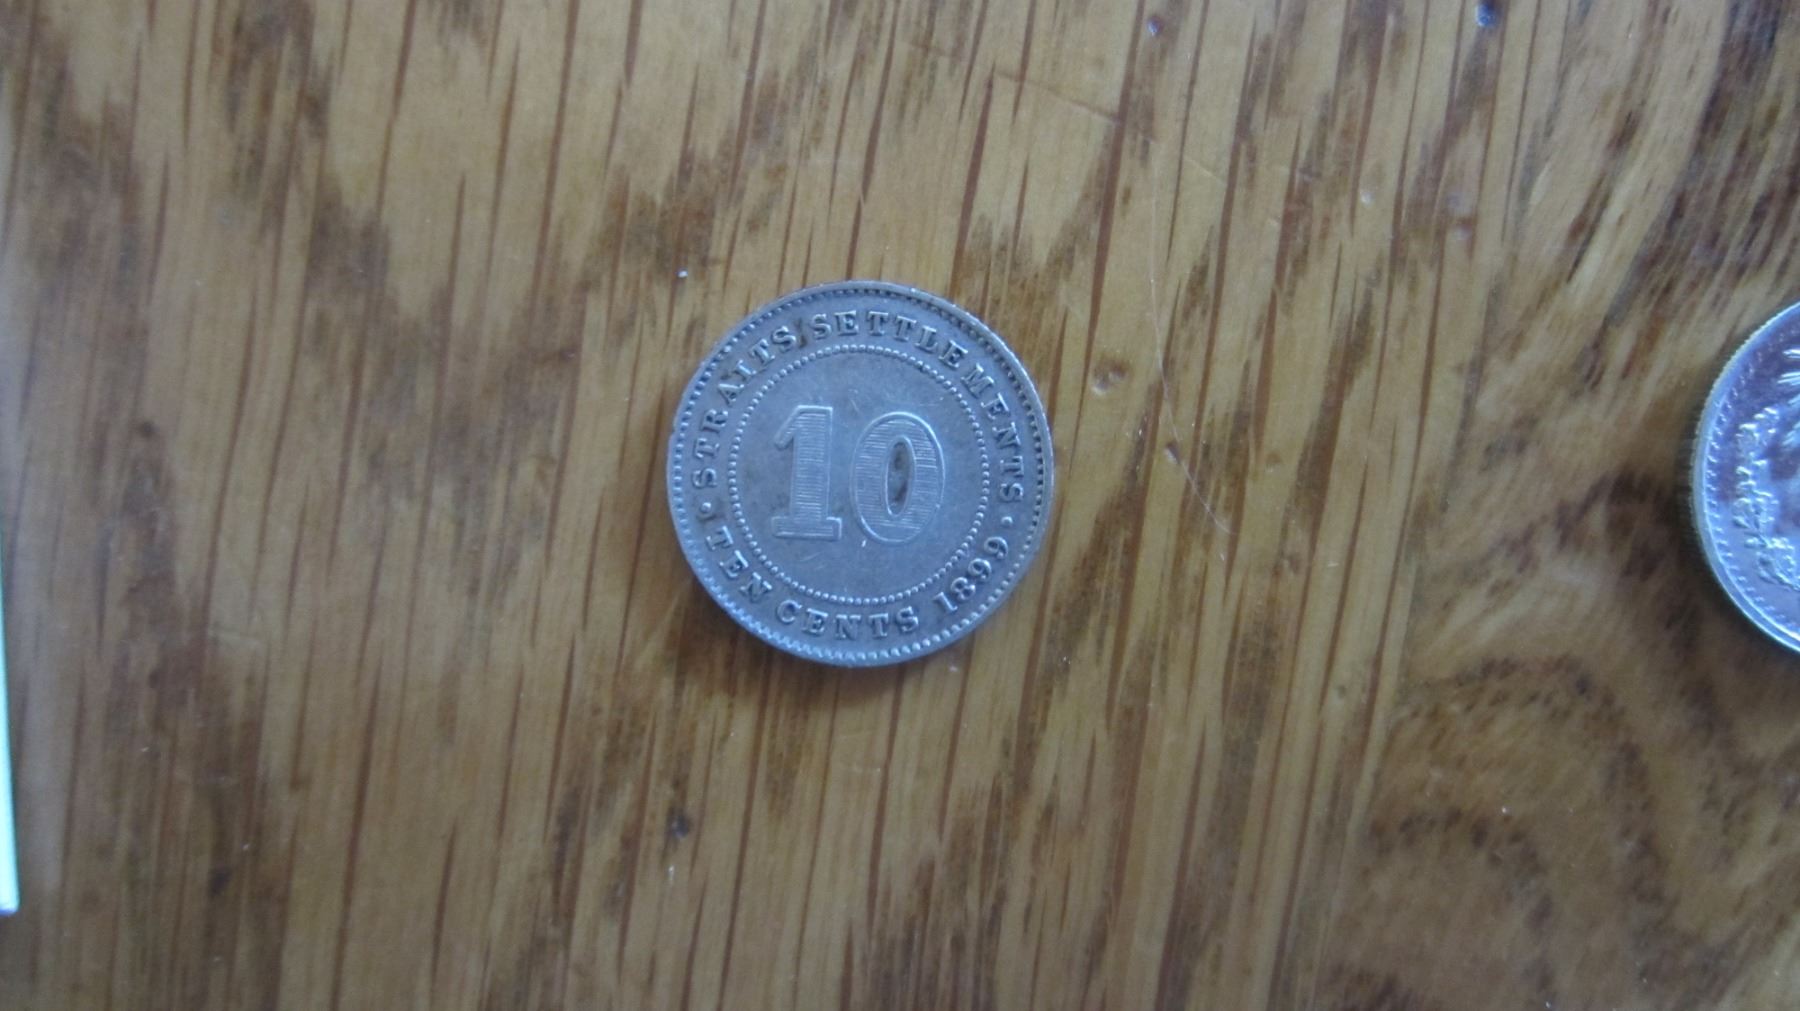 · STRAITS SETTLEMENTS ·
10
TEN CENTS 1899